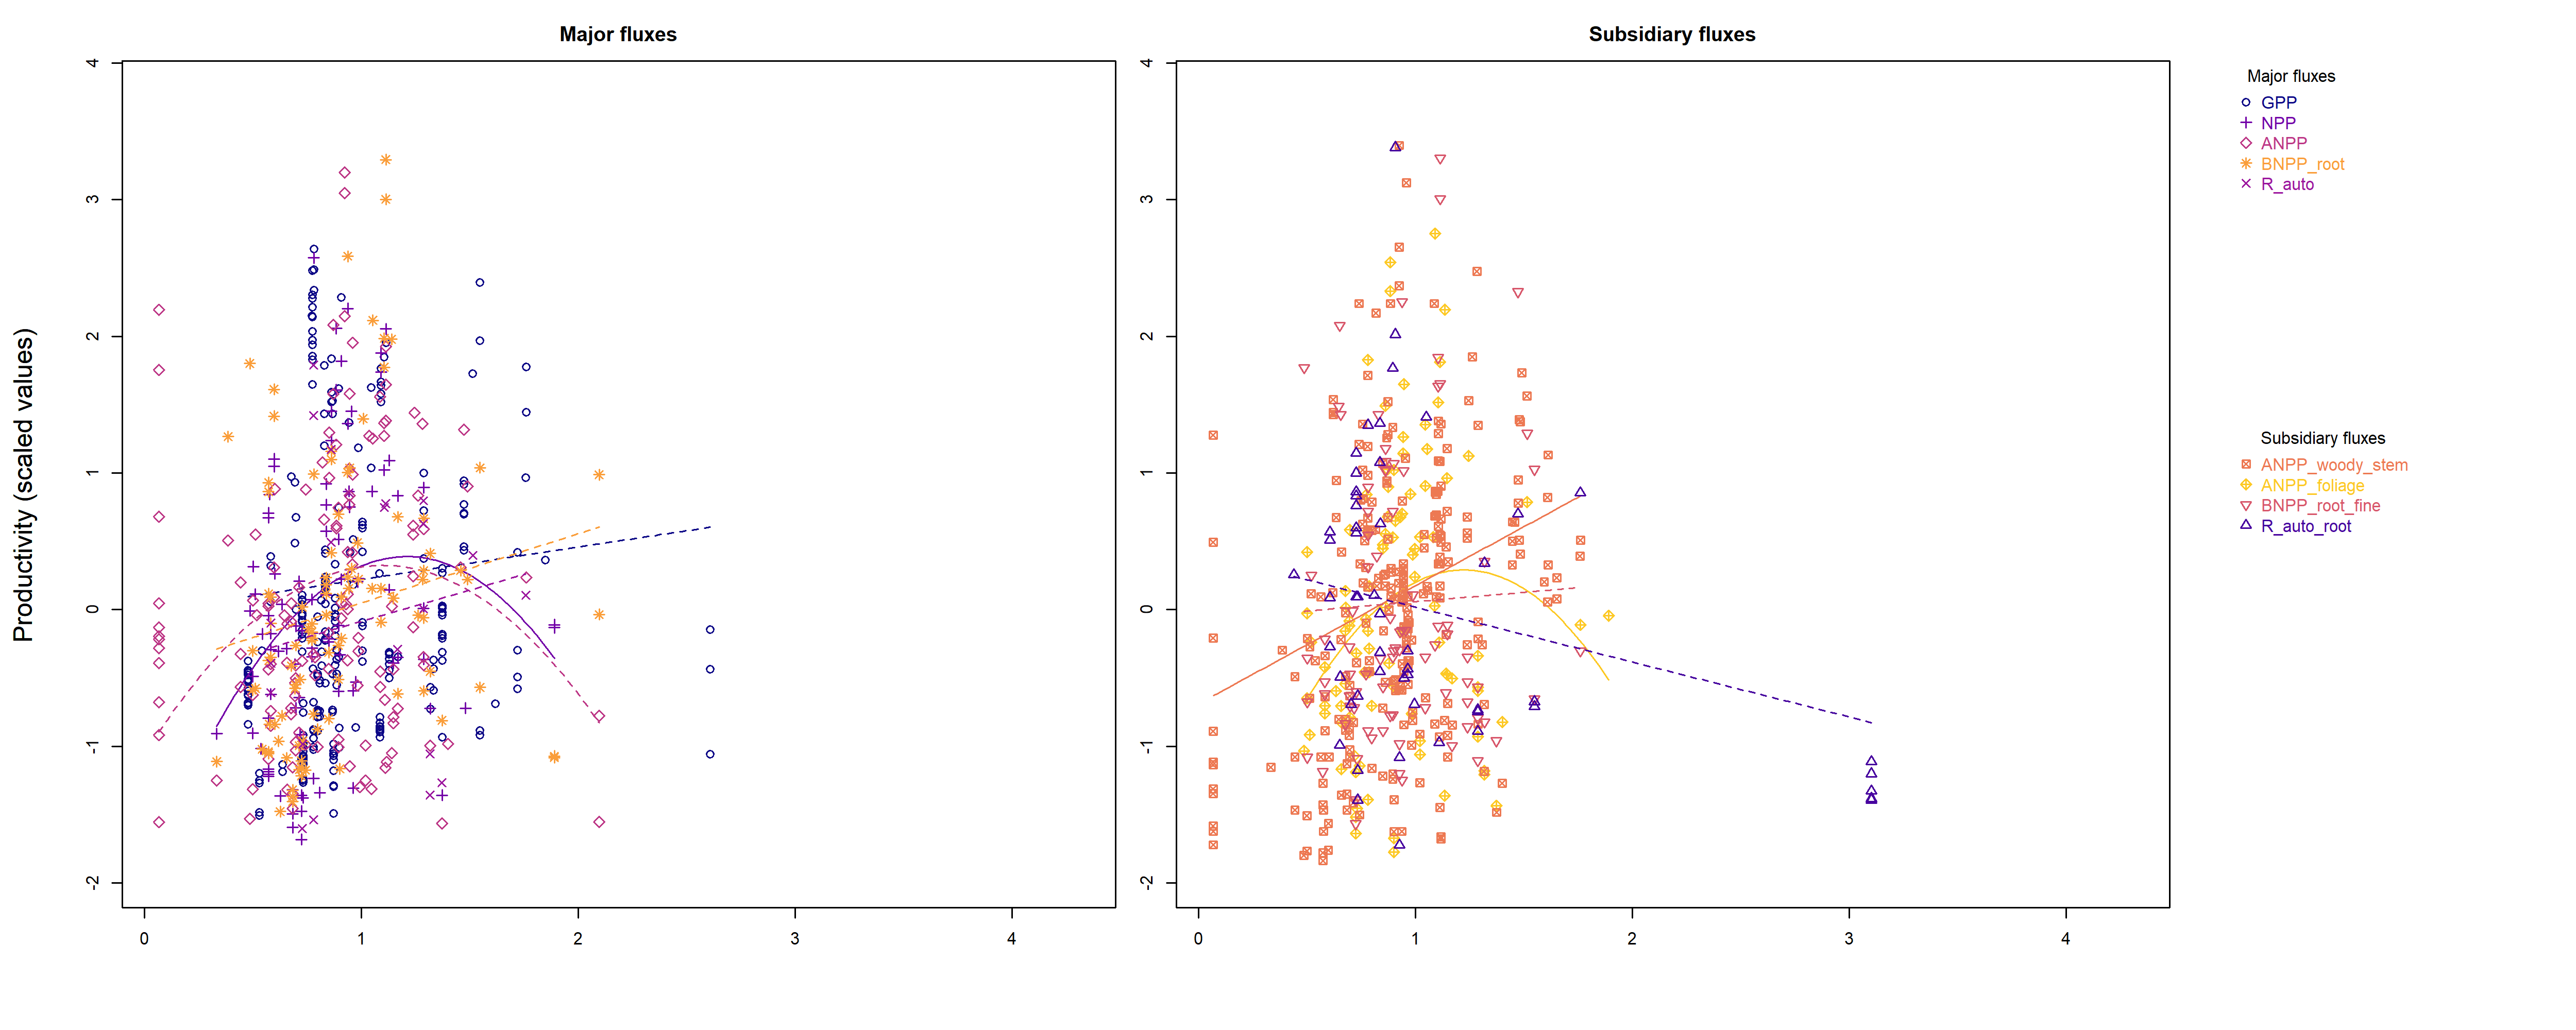 Major fluxes
Subsidiary fluxes
Productivity (scaled values)
4
3
2
1
0
-1
-2
0 1 2 3 4
4
3
2
1
0
-1
-2
0 1 2 3 4
Major fluxes
GPP
NPP
ANPP
BNPP_root
R_auto
Subsidiary fluxes
ANPP_woody_stem
ANPP_foliage
BNPP_root_fine
R_auto_root